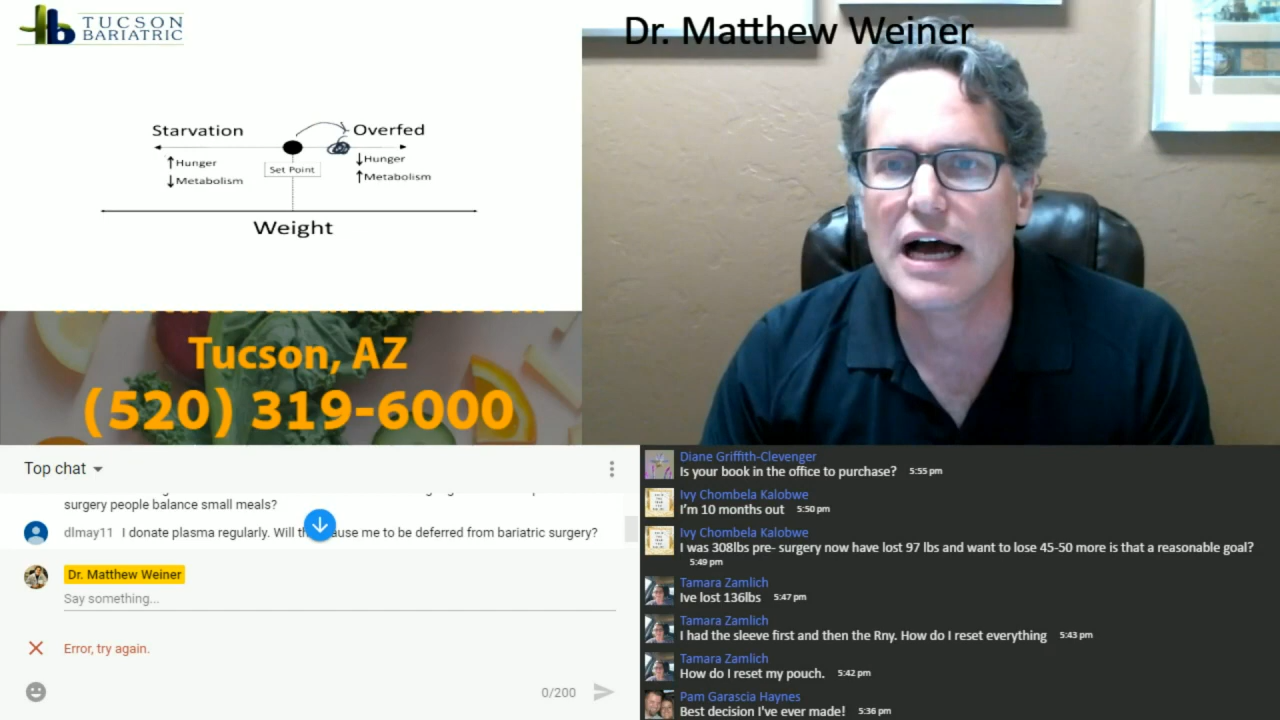 TUCSON
BARIATRIC
Dr. Matthew Weiner
Starvation
Overfed
↑Hunger
↓Metabolism
Set Point
↓Hunger
↑Metabolism
Weight
Tucson, AZ
(520) 319-6000
Top chat
surgery people balance small meals?
dlmay11 I donate plasma regularly. Will me to be deferred from bariatric surgery?
Dr. Matthew Weiner
Say something...
Error, try again.
0/200
Diane Griffith-Clevenger
Is your book in the office to purchase? 5:55 pm
Ivy Chombela Kalobwe
I'm 10 months out 5:50 pm
Ivy Chombela Kalobwe
I was 308lbs pre- surgery now have lost 97 lbs and want to lose 45-50 more is that a reasonable goal?
5:49 pm
Tamara Zamlich
Ive lost 136lbs 5:47 pm
Tamara Zamlich
I had the sleeve first and then the Rny. How do I reset everything 5:43 pm
Tamara Zamlich
How do I reset my pouch. 5:42 pm
Pam Garascia Haynes
Best decision I've ever made! 5:36 pm